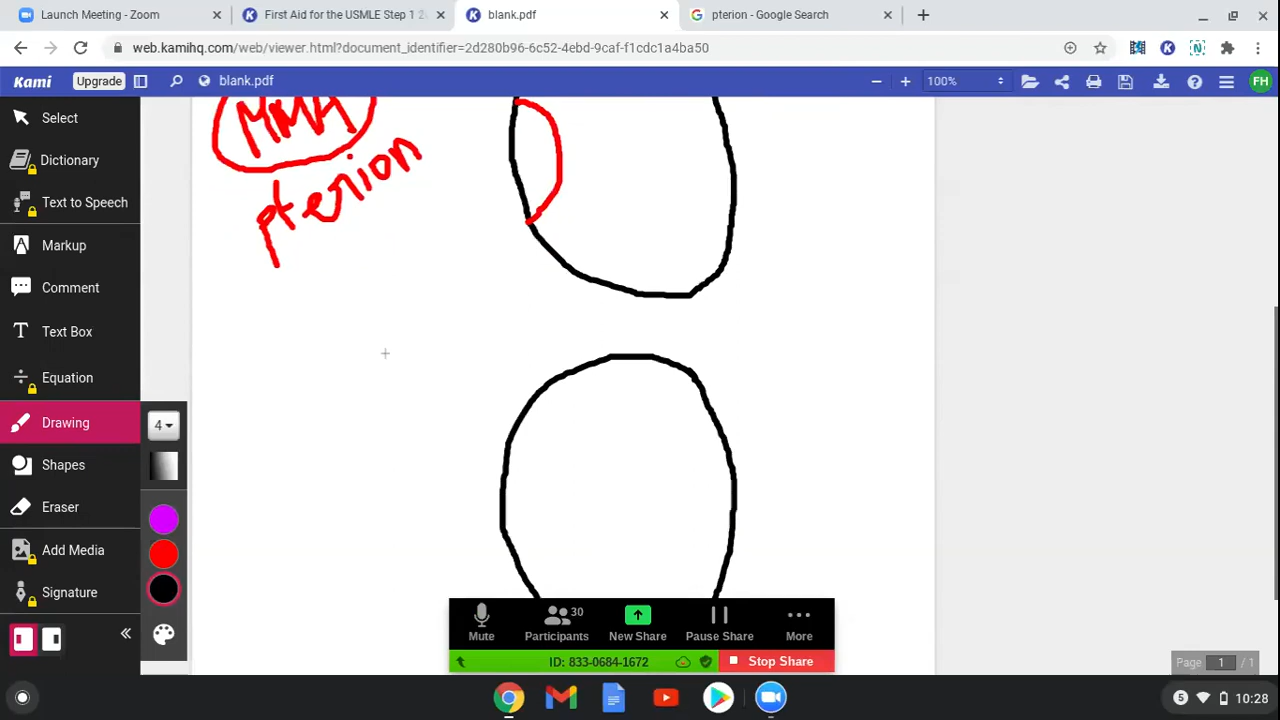 Launch Meeting - Zoom
First Aid for the USMLE Step 1 2
blank.pdf
pterion - Google Search
web.kamihq.com/web/viewer.html?document_identifier=2d280b96-6c52-4ebd-9caf-f1cdc1a4ba50
Kami
Upgrade
blank.pdf
100%
FH
Select
Dictionary
Text to Speech
Markup
Comment
Text Box
Equation
Drawing
Shapes
Eraser
Add Media
Signature
4
MMA
pterion
30
Mute
Participants
New Share
Pause Share
More
ID: 833-0684-1672
Stop Share
Page 1 / 1
5
10:28